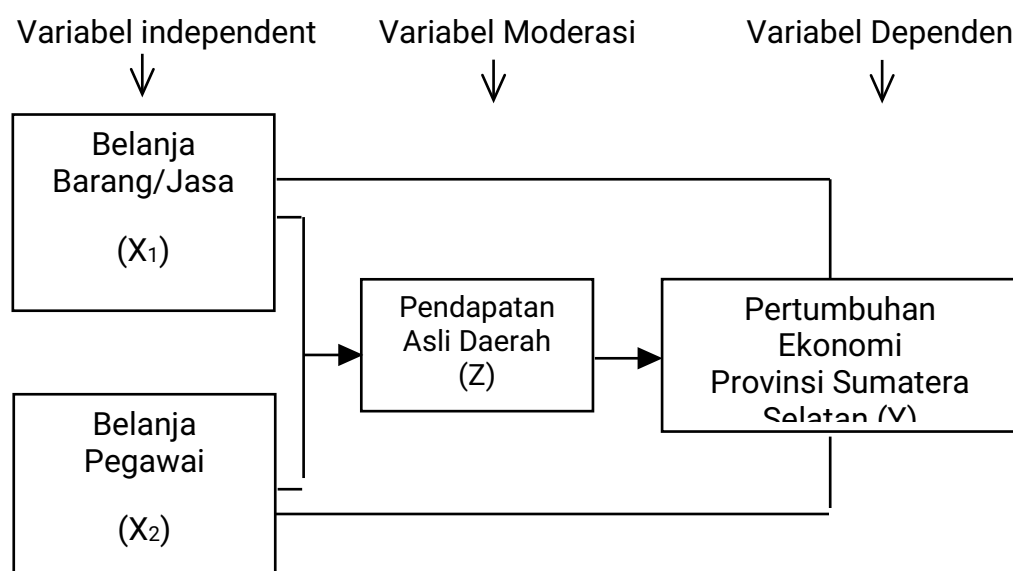 Variabel independent
Variabel Moderasi
Variabel Dependen
Belanja
Barang/Jasa
(X1)
Pendapatan
Asli Daerah
(Z)
Pertumbuhan
Ekonomi
Provinsi Sumatera
Selatan (Y)
Belanja
Pegawai
(X2)